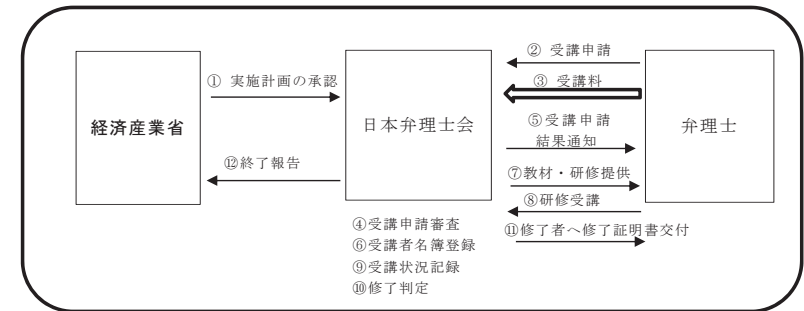 経済産業省
① 実施計画の承認
⑫終了報告
日本弁理士会
④受講申請審査
⑥受講者名簿登録
⑨受講状況記録
⑩修了判定
② 受講申請
③ 受講料
⑤受講申請
結果通知
⑦教材・研修提供
⑧研修受講
⑪修了者へ修了証明書交付
弁理士